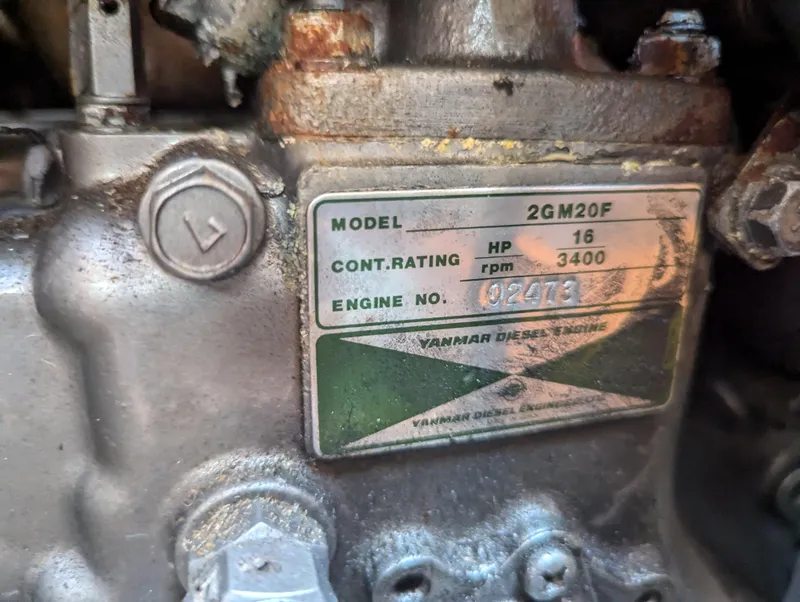 MODEL 2GM20F
CONT.RATING HP 16
rpm 3400
ENGINE NO. 02473
YANMAR DIESEL ENGINE
YANMAR DIESEL ENGINE CO.,LTD.